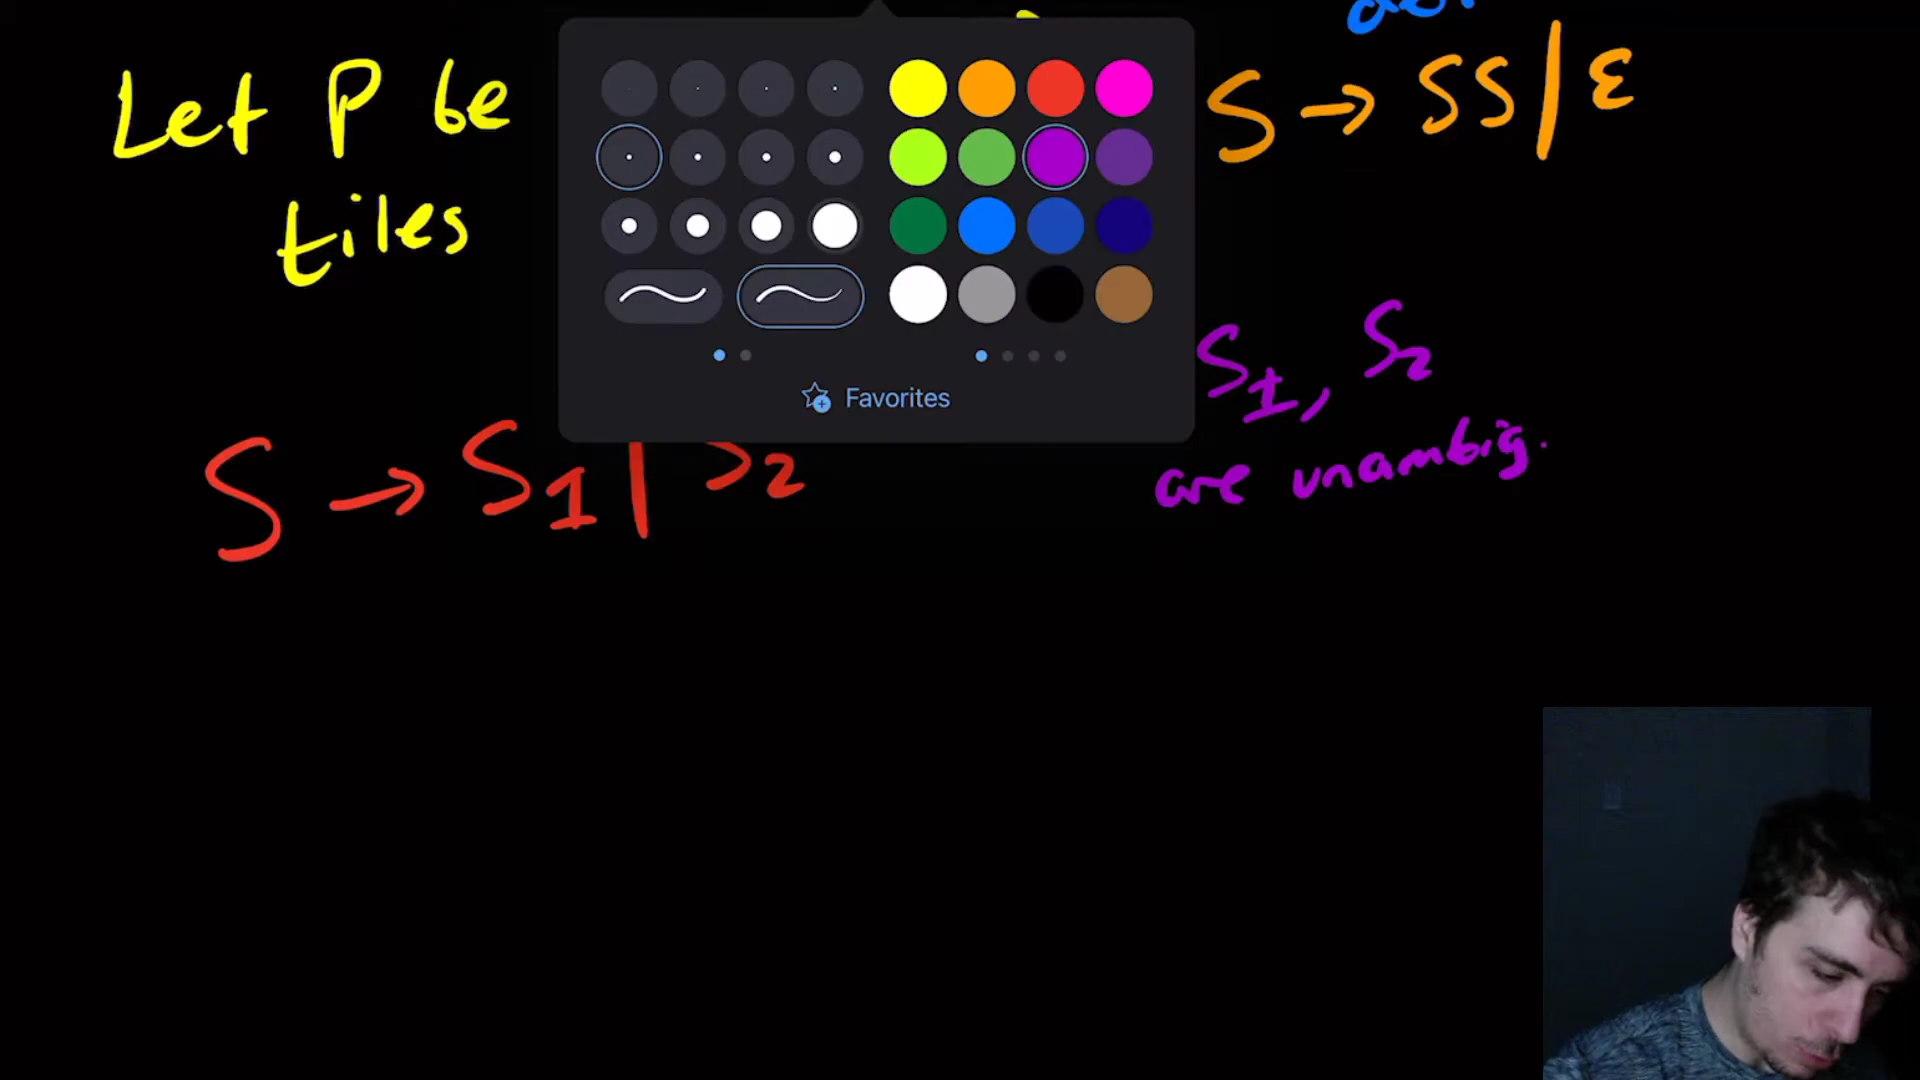 Let P be
tiles
S → SS | ε
Favorites
S → S₁ | S₂
S₁, S₂
are unambig.